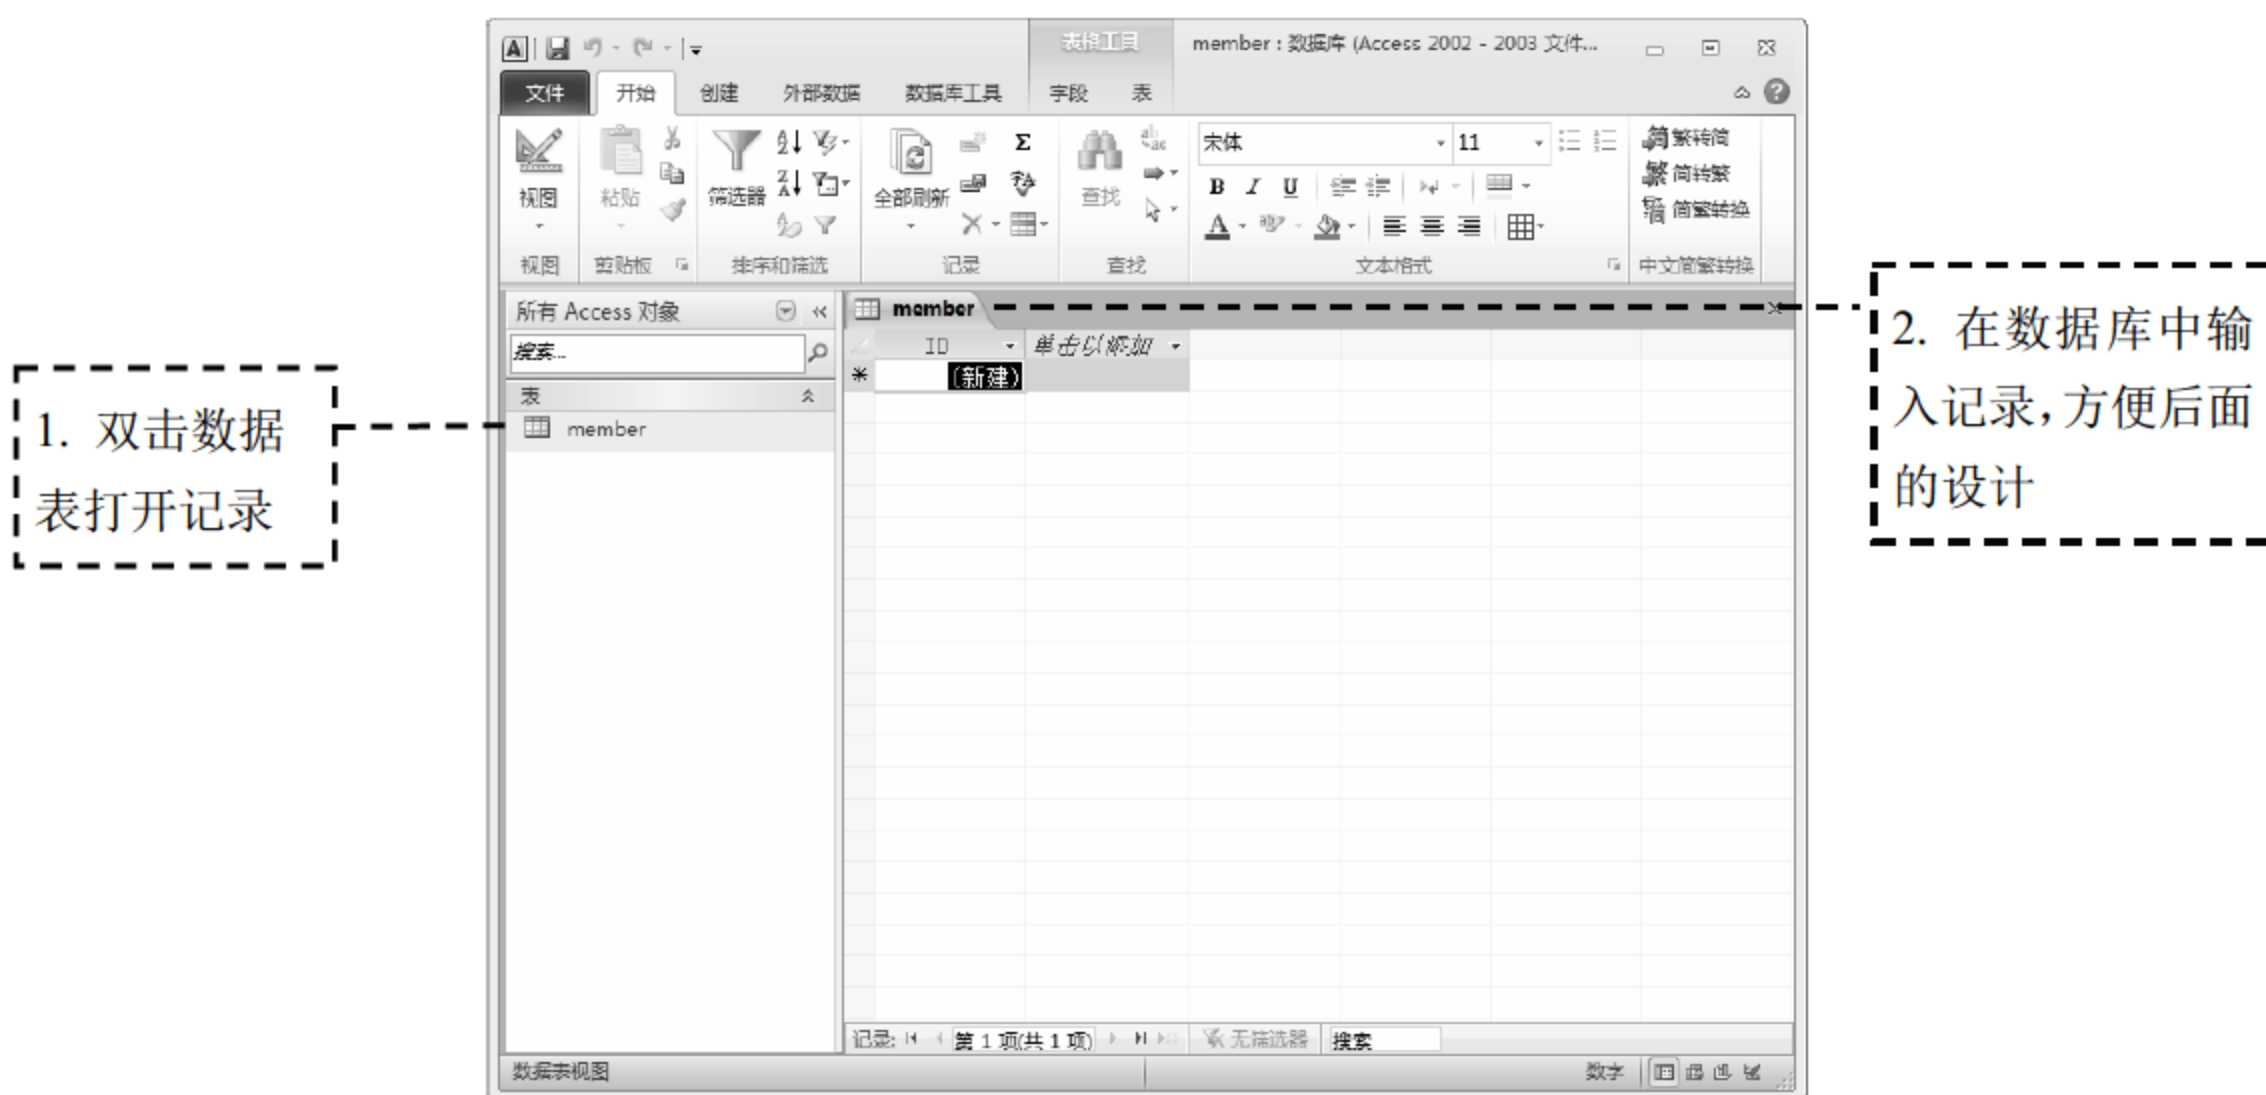 表格工具
member : 数据库 (Access 2002 - 2003 文件...
文件 开始 创建 外部数据 数据库工具 字段 表
视图 粘贴 筛选器 全部刷新 查找
宋体 11
B I U
繁转简
简转繁
简繁转换
视图 剪贴板 排序和筛选 记录 查找 文本格式 中文简繁转换
所有 Access 对象
搜索...
表
member
member
ID 单击以添加
(新建)
1. 双击数据
表打开记录
2. 在数据库中输
入记录,方便后面
的设计
记录: 第 1 项(共 1 项) 无筛选器 搜索
数据表视图 数字